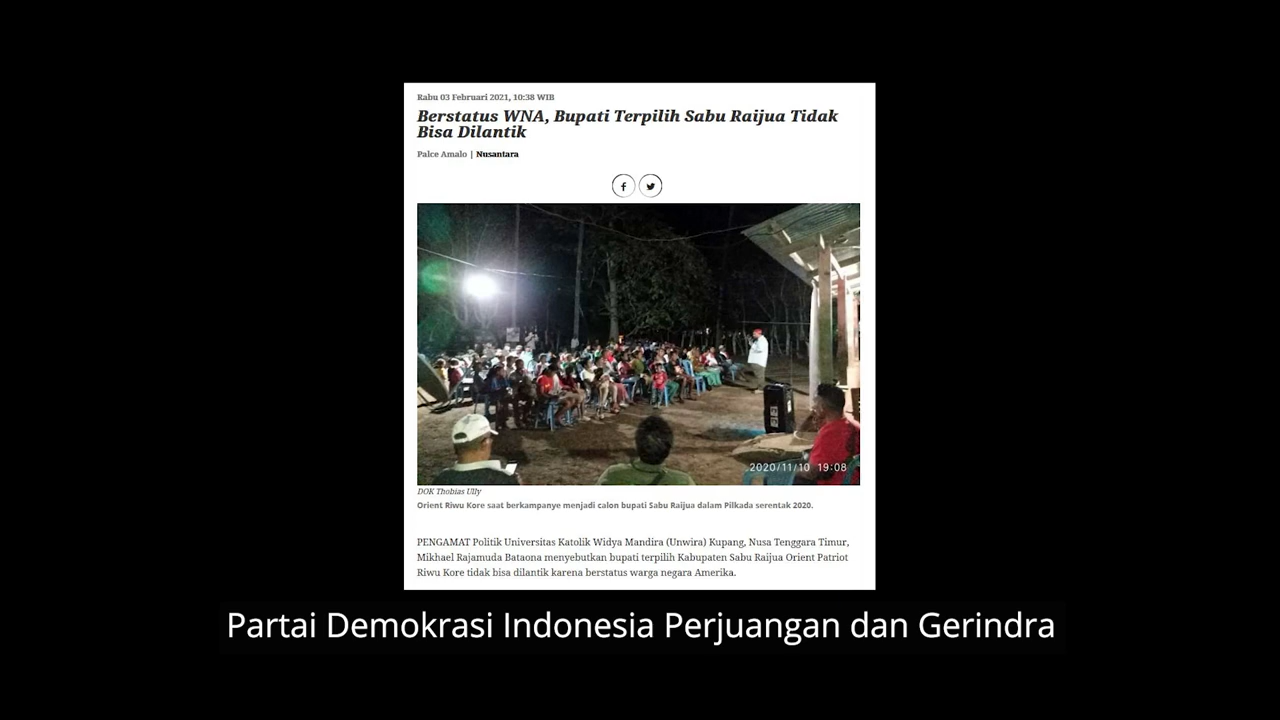 Rabu 03 Februari 2021, 10:38 WIB
Berstatus WNA, Bupati Terpilih Sabu Raijua Tidak
Bisa Dilantik
Palce Amalo | Nusantara
2020/11/10 19:08
DOK Thobias Ully
Orient Riwu Kore saat berkampanye menjadi calon bupati Sabu Raijua dalam Pilkada serentak 2020.
PENGAMAT Politik Universitas Katolik Widya Mandira (Unwira) Kupang, Nusa Tenggara Timur,
Mikhael Rajamuda Bataona menyebutkan bupati terpilih Kabupaten Sabu Raijua Orient Patriot
Riwu Kore tidak bisa dilantik karena berstatus warga negara Amerika.
Partai Demokrasi Indonesia Perjuangan dan Gerindra